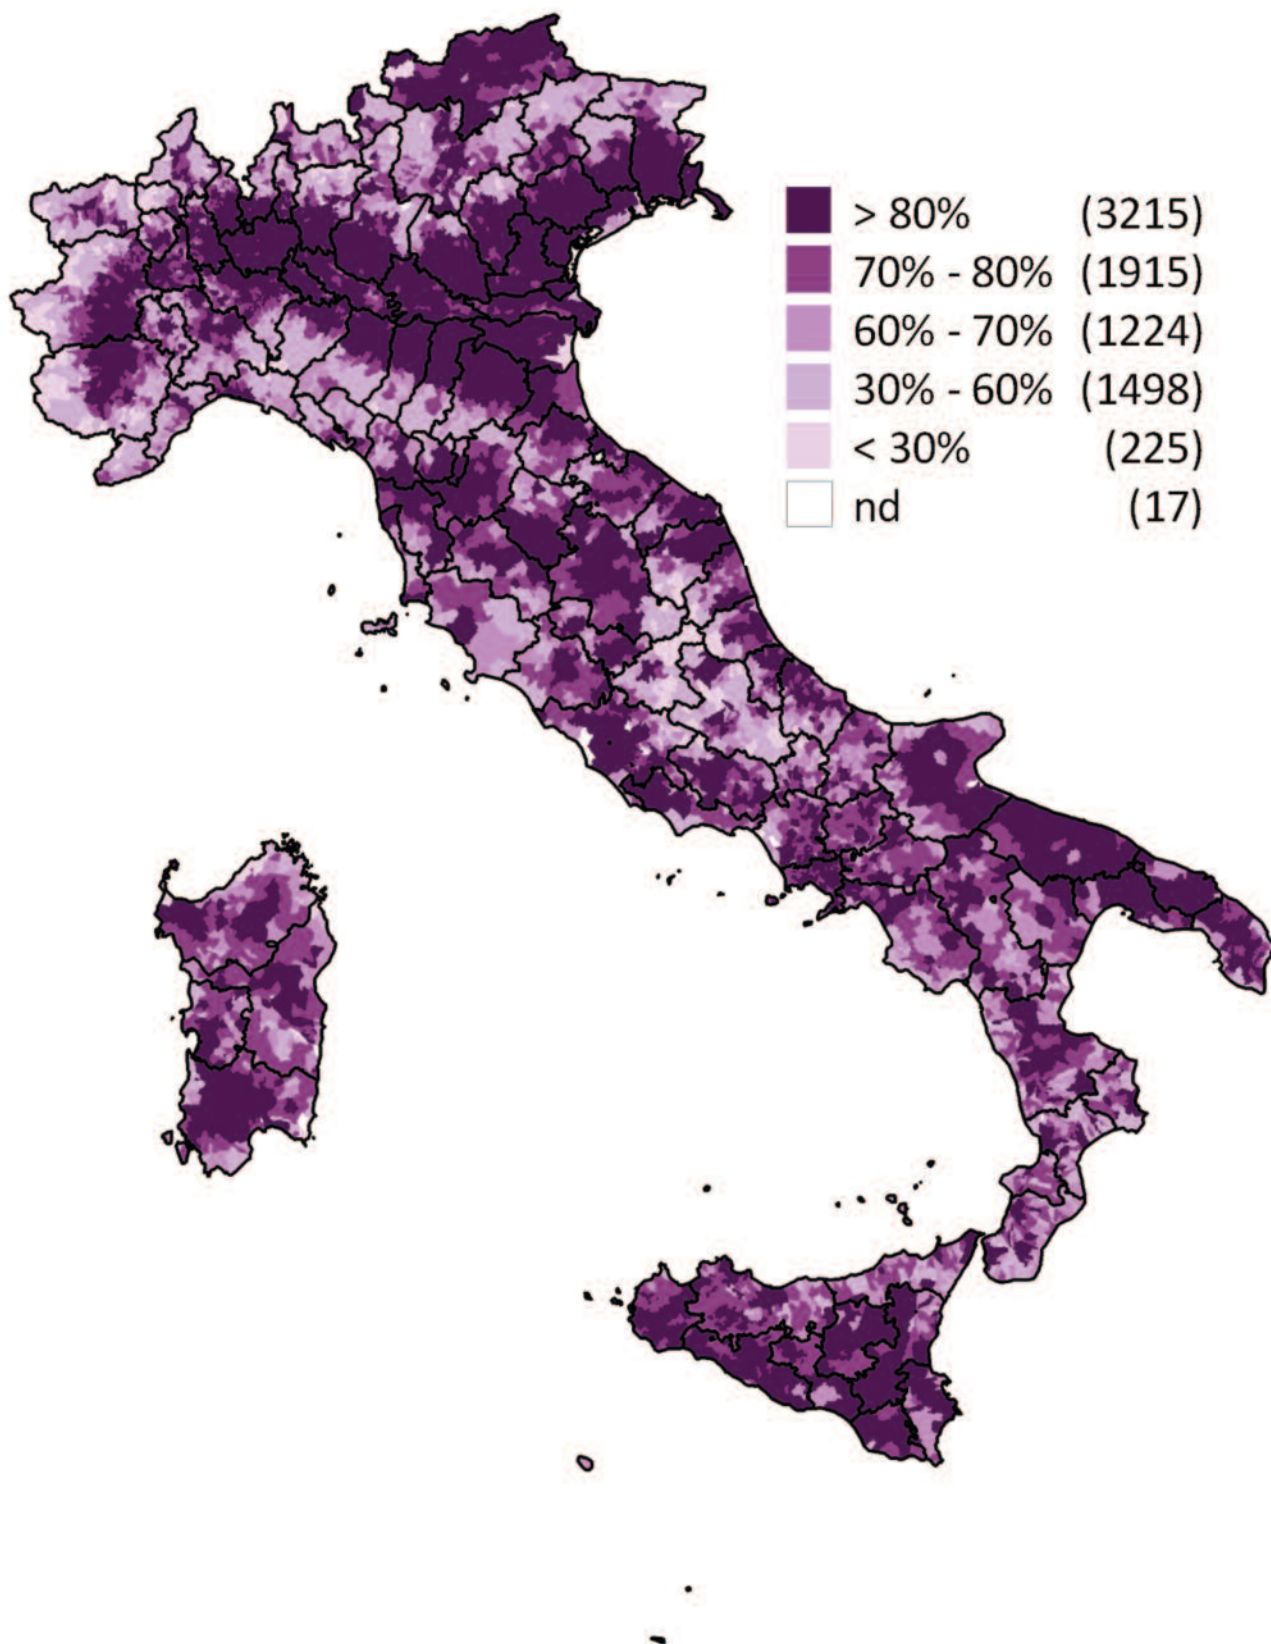 > 80% (3215)
70% - 80% (1915)
60% - 70% (1224)
30% - 60% (1498)
< 30% (225)
nd (17)